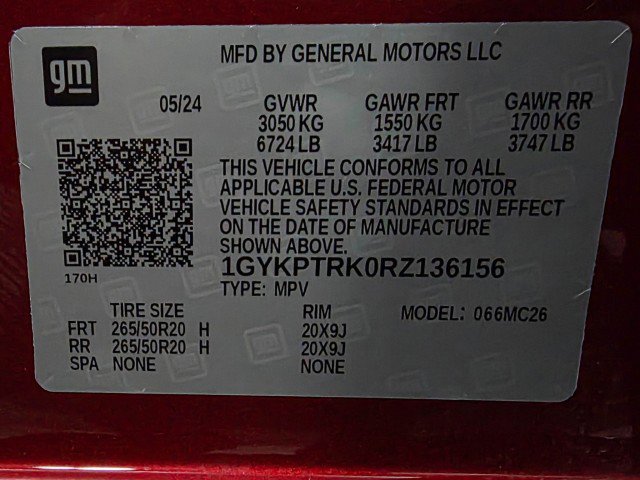 gm
MFD BY GENERAL MOTORS LLC
05/24 GVWR GAWR FRT GAWR RR
3050 KG 1550 KG 1700 KG
6724 LB 3417 LB 3747 LB
THIS VEHICLE CONFORMS TO ALL
APPLICABLE U.S. FEDERAL MOTOR
VEHICLE SAFETY STANDARDS IN EFFECT
ON THE DATE OF MANUFACTURE
SHOWN ABOVE.
170H
1GYKPTRK0RZ136156
TYPE: MPV
TIRE SIZE RIM MODEL: 066MC26
FRT 265/50R20 H 20X9J
RR 265/50R20 H 20X9J
SPA NONE NONE